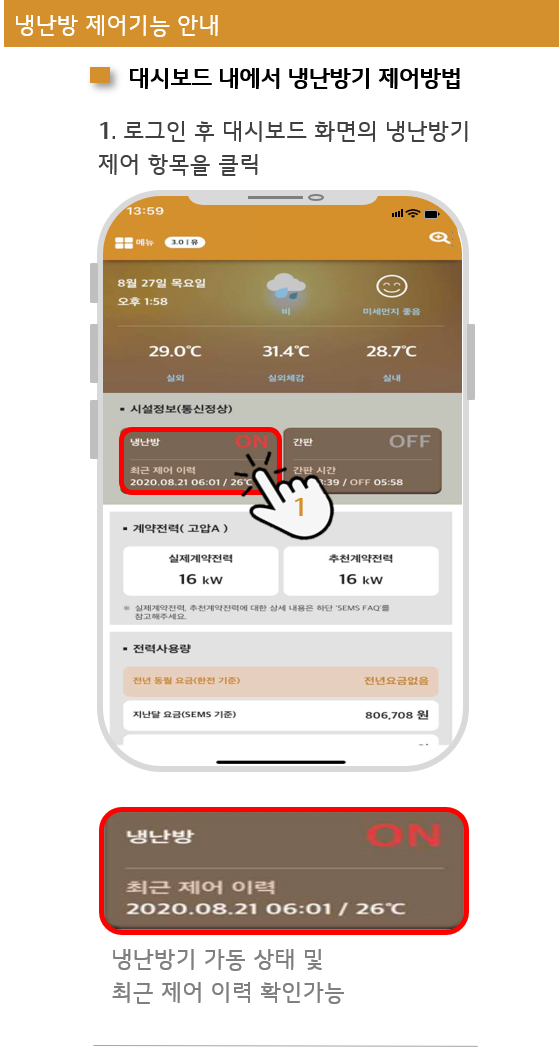 냉난방 제어기능 안내
대시보드 내에서 냉난방기 제어방법
1. 로그인 후 대시보드 화면의 냉난방기
제어 항목을 클릭
13:59
메뉴 3.0 I 유
8월 27일 목요일
오후 1:58
비 미세먼지 좋음
29.0℃ 31.4℃ 28.7℃
실외 실외체감 실내
▪ 시설정보(통신정상)
냉난방 ON 간판 OFF
최근 제어 이력 간판 시간
2020.08.21 06:01 / 26℃ :39 / OFF 05:58
1
▪ 계약전력( 고압A )
실제계약전력 추천계약전력
16 kW 16 kW
※ 실제계약전력, 추천계약전력에 대한 상세 내용은 하단 'SEMS FAQ'를
참고해주세요.
▪ 전력사용량
전년 동월 요금(한전 기준) 전년요금없음
지난달 요금(SEMS 기준) 806,708 원
냉난방 ON
최근 제어 이력
2020.08.21 06:01 / 26℃
냉난방기 가동 상태 및
최근 제어 이력 확인가능